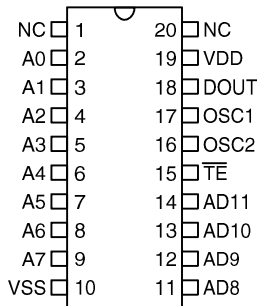 NC 1 20 NC
A0 2 19 VDD
A1 3 18 DOUT
A2 4 17 OSC1
A3 5 16 OSC2
A4 6 15 T̅E̅
A5 7 14 AD11
A6 8 13 AD10
A7 9 12 AD9
VSS 10 11 AD8